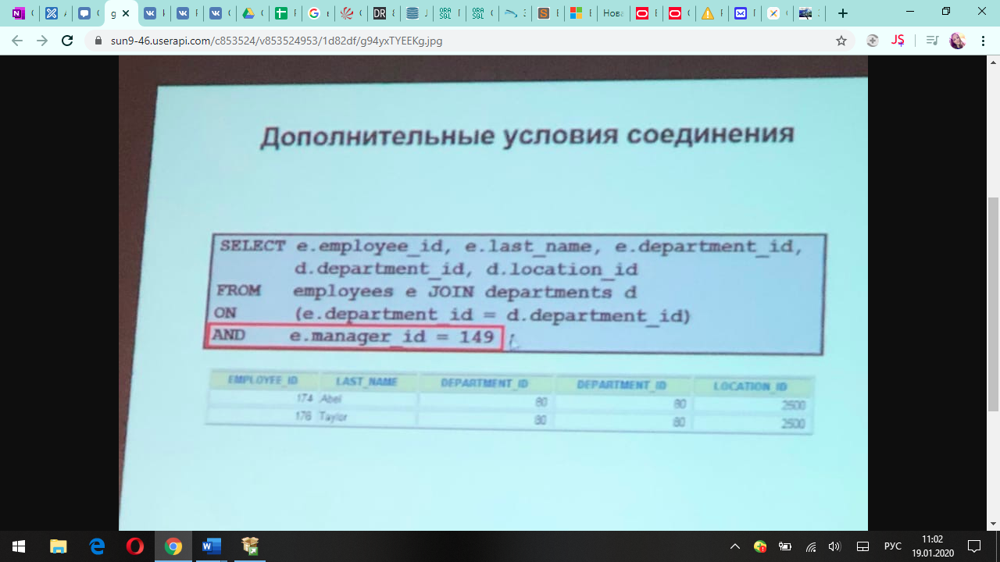 g
sun9-46.userapi.com/c853524/v853524953/1d82df/g94yxTYEEKg.jpg
Дополнительные условия соединения
SELECT e.employee_id, e.last_name, e.department_id,
d.department_id, d.location_id
FROM employees e JOIN departments d
ON (e.department_id = d.department_id)
AND e.manager_id = 149
EMPLOYEE_ID LAST_NAME DEPARTMENT_ID DEPARTMENT_ID LOCATION_ID
174 Abel 80 80 2500
176 Taylor 80 80 2500
РУС
11:02
19.01.2020